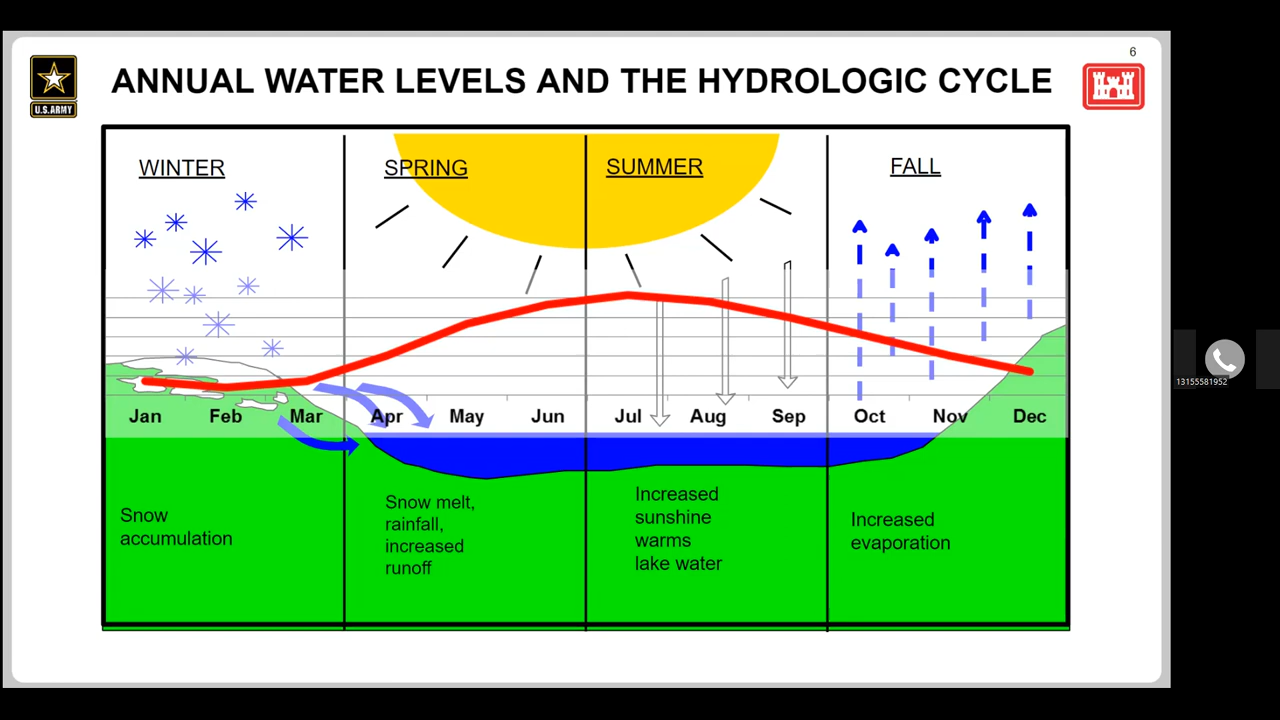 6
ANNUAL WATER LEVELS AND THE HYDROLOGIC CYCLE
U.S.ARMY
WINTER
SPRING
SUMMER
FALL
Jan Feb Mar Apr May Jun Jul Aug Sep Oct Nov Dec
Snow
accumulation
Snow melt,
rainfall,
increased
runoff
Increased
sunshine
warms
lake water
Increased
evaporation
13155581952